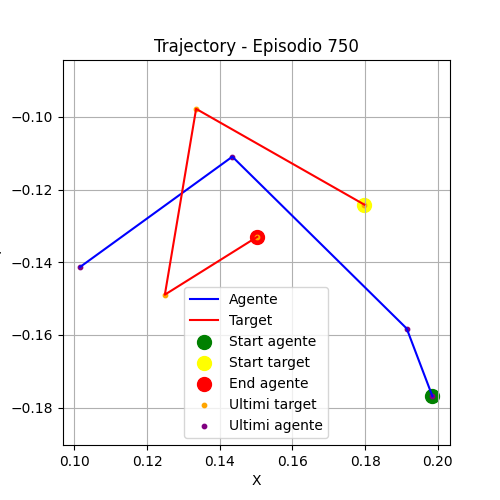 Trajectory - Episodio 750
−0.10
−0.12
−0.14
−0.16
−0.18
Agente
Target
Start agente
Start target
End agente
Ultimi target
Ultimi agente
0.10 0.12 0.14 0.16 0.18 0.20
X